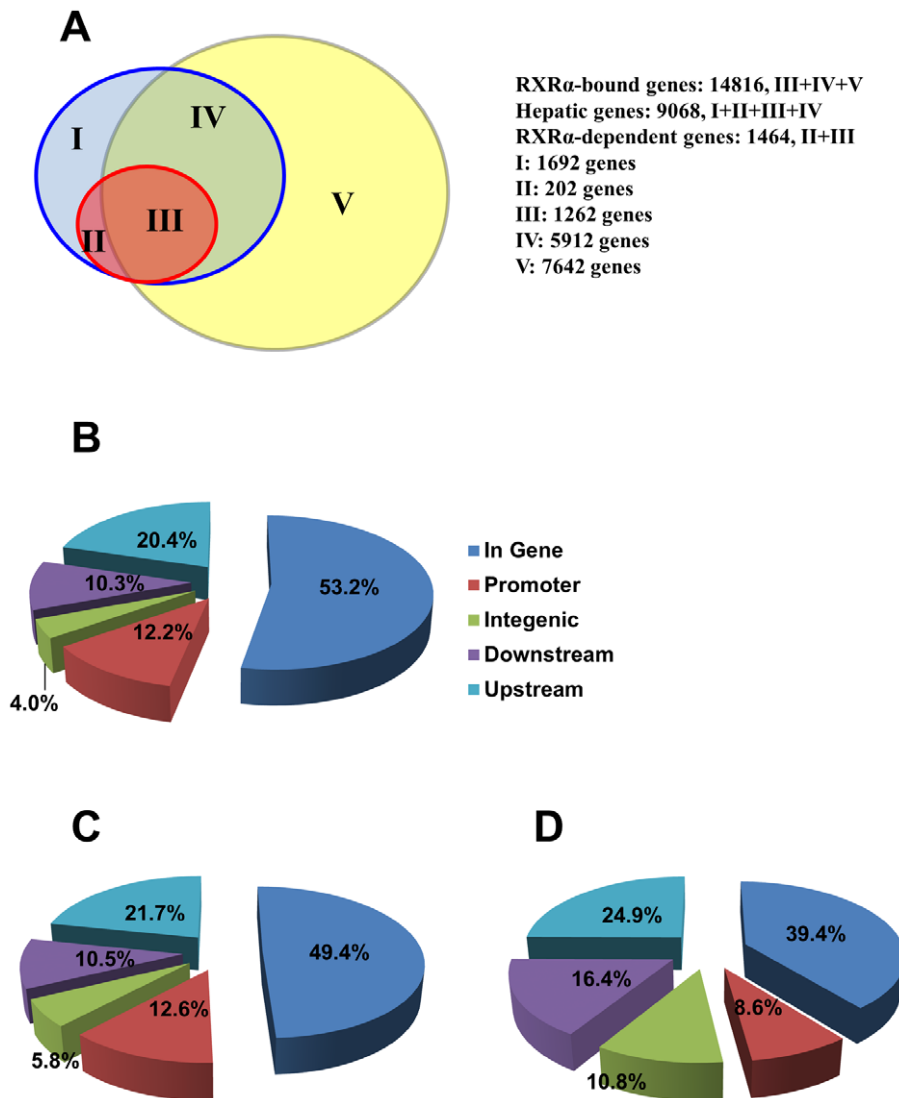 A
I
IV
II
III
V
RXRα-bound genes: 14816, III+IV+V
Hepatic genes: 9068, I+II+III+IV
RXRα-dependent genes: 1464, II+III
I: 1692 genes
II: 202 genes
III: 1262 genes
IV: 5912 genes
V: 7642 genes
B
20.4%
10.3%
53.2%
12.2%
4.0%
In Gene
Promoter
Integenic
Downstream
Upstream
C
21.7%
10.5%
49.4%
12.6%
5.8%
D
24.9%
39.4%
16.4%
8.6%
10.8%